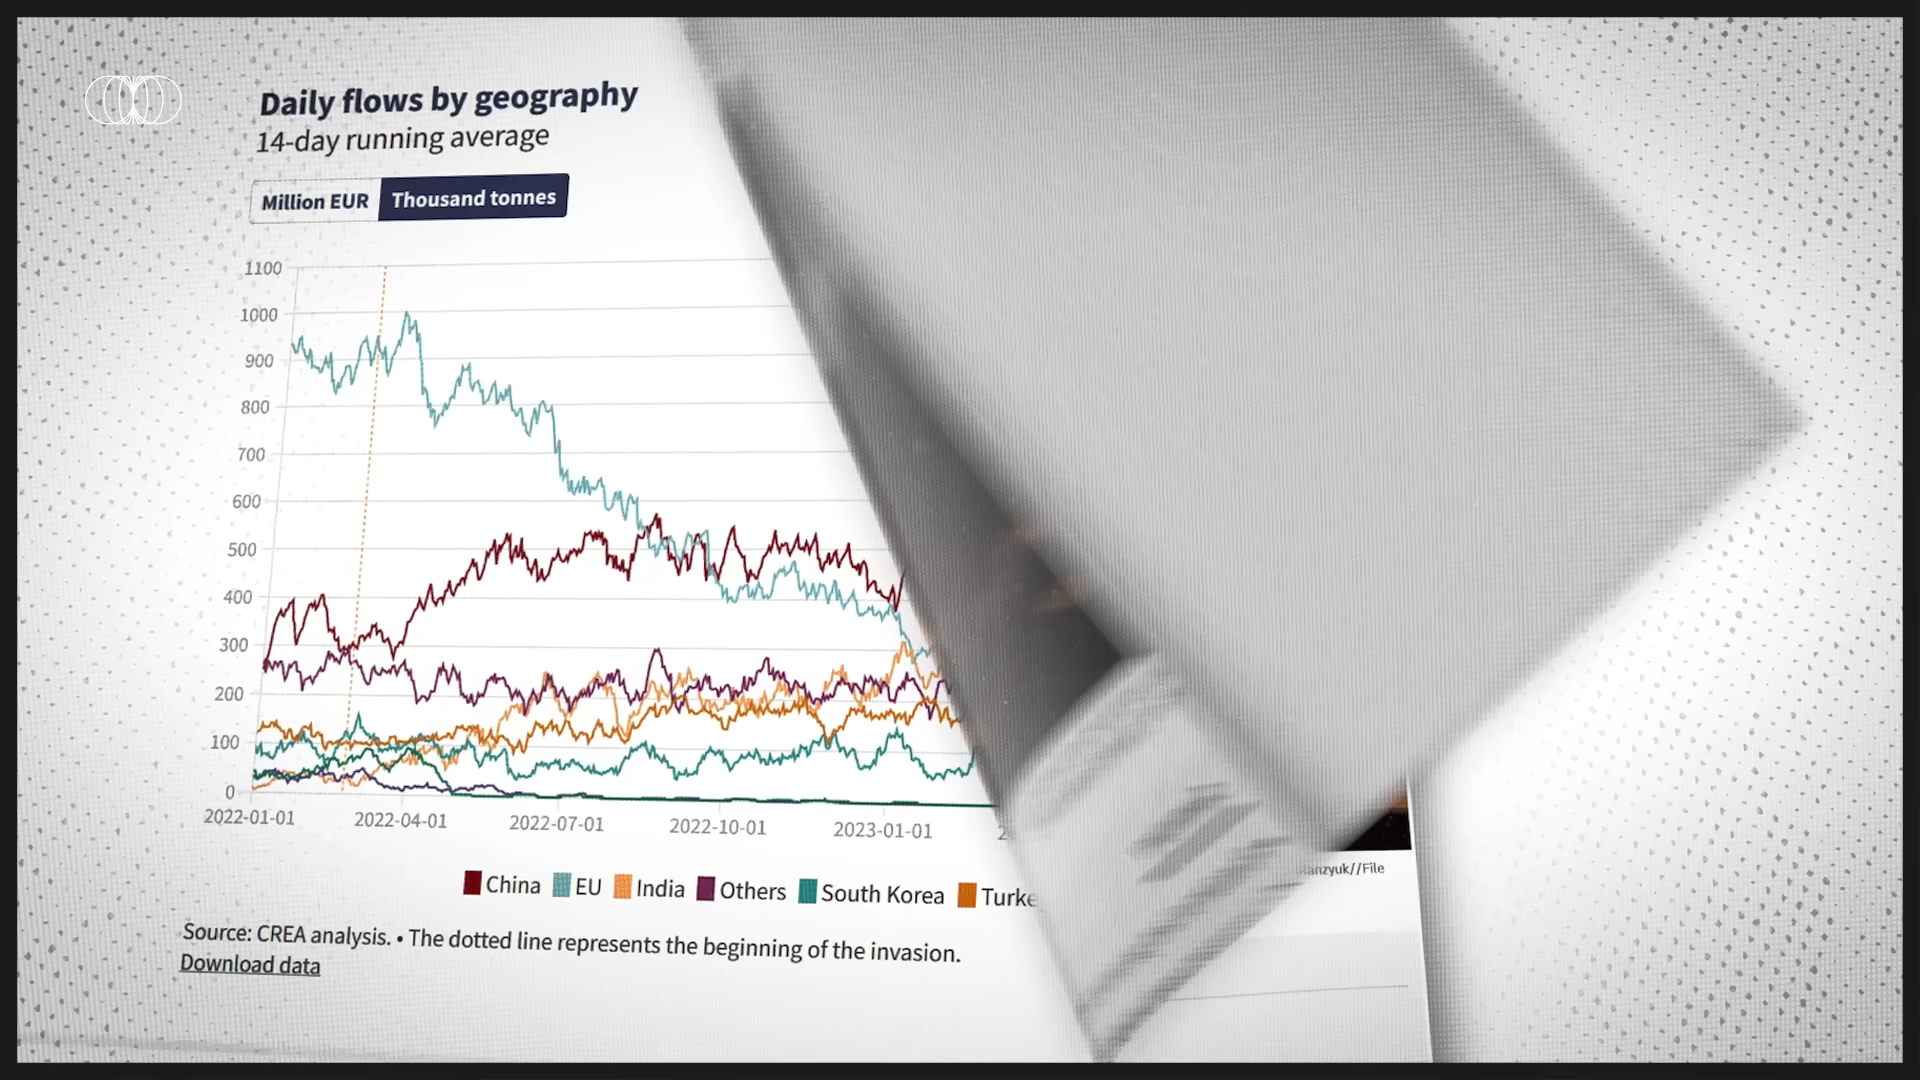 Daily flows by geography
14-day running average
Million EUR Thousand tonnes
1100
1000
900
800
700
600
500
400
300
200
100
0
2022-01-01 2022-04-01 2022-07-01 2022-10-01 2023-01-01
China EU India Others South Korea Turke
Source: CREA analysis. • The dotted line represents the beginning of the invasion.
Download data